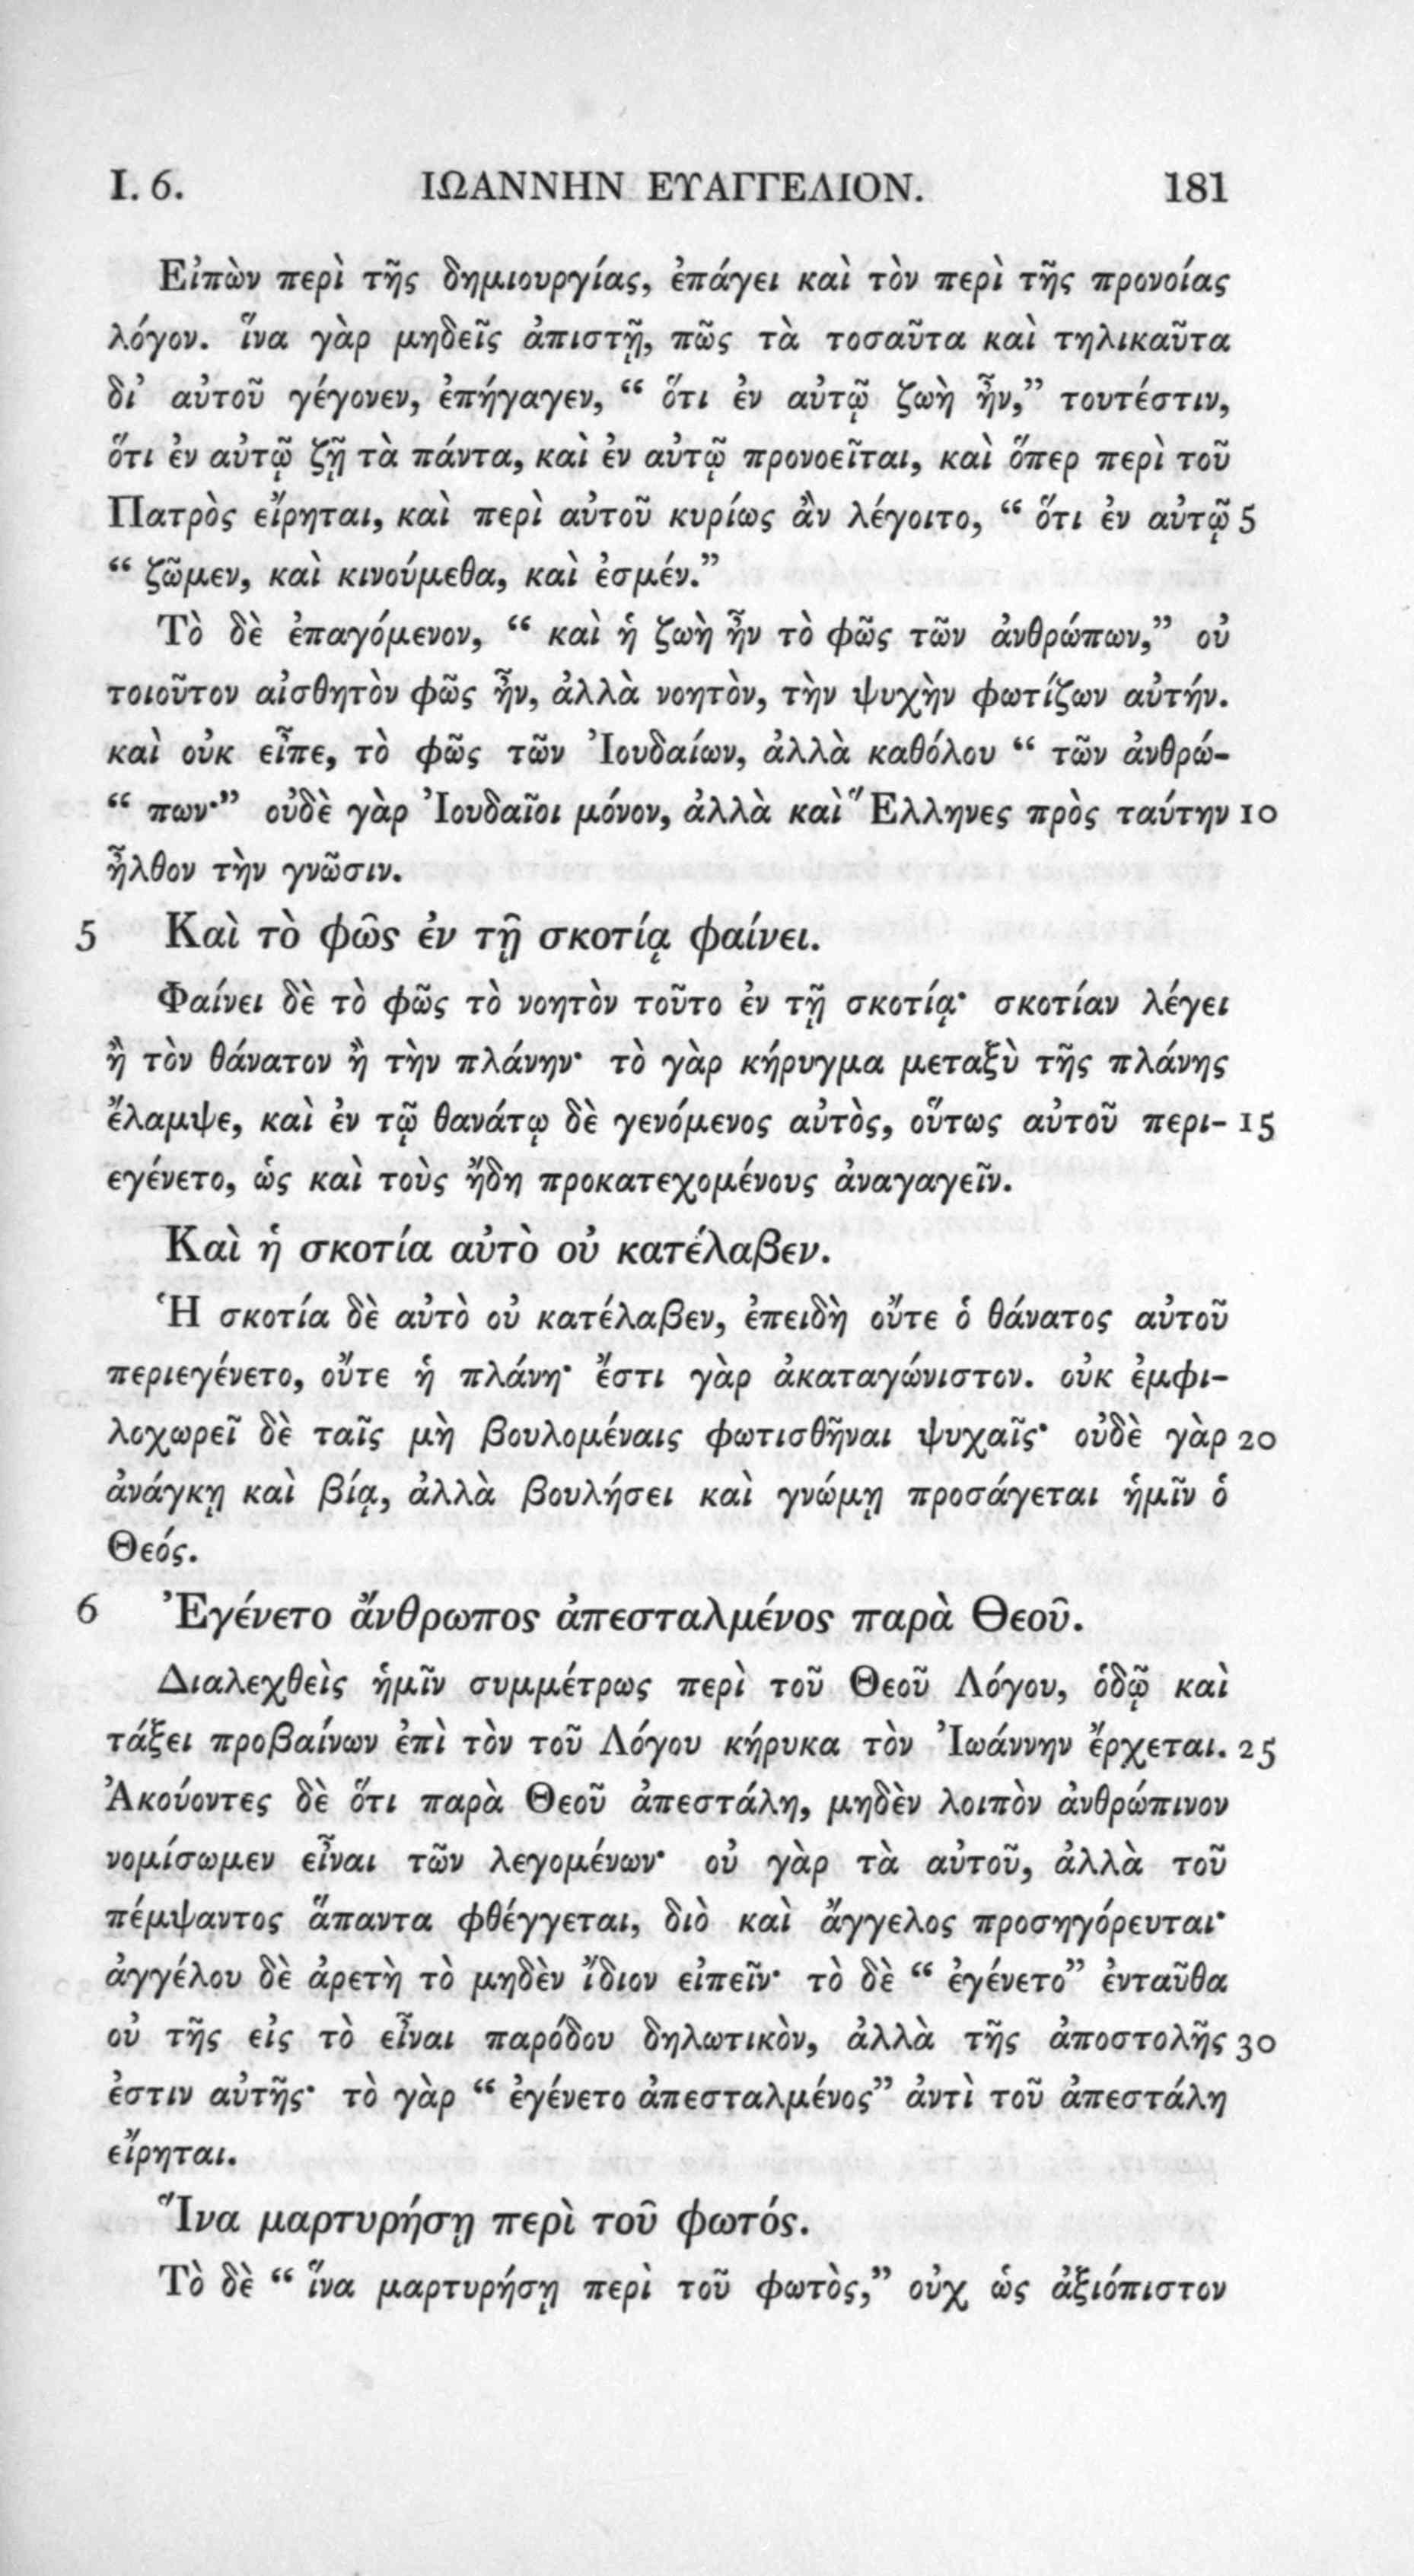 I. 6. ΙΩΑΝΝΗΝ ΕΥΑΓΓΕΛΙΟΝ. 181
Εἰπὼν περὶ τῆς δημιουργίας, ἐπάγει καὶ τὸν περὶ τῆς προνοίας
λόγον. ἵνα γὰρ μηδεῖς ἀπιστῇ, πῶς τὰ τοσαῦτα καὶ τηλικαῦτα
δι’ αὐτοῦ γέγονεν, ἐπήγαγεν, “ ὅτι ἐν αὐτῷ ζωὴ ἦν,” τουτέστιν,
ὅτι ἐν αὐτῷ ζῇ τὰ πάντα, καὶ ἐν αὐτῷ προνοεῖται, καὶ ὅπερ περὶ τοῦ
Πατρὸς εἴρηται, καὶ περὶ αὐτοῦ κυρίως ἂν λέγοιτο, “ ὅτι ἐν αὐτῷ 5
“ ζῶμεν, καὶ κινούμεθα, καὶ ἐσμέν.”
Τὸ δὲ ἐπαγόμενον, “ καὶ ἡ ζωὴ ἦν τὸ φῶς τῶν ἀνθρώπων,” οὐ
τοιοῦτον αἰσθητὸν φῶς ἦν, ἀλλὰ νοητὸν, τὴν ψυχὴν φωτίζων αὐτήν.
καὶ οὐκ εἶπε, τὸ φῶς τῶν Ἰουδαίων, ἀλλὰ καθόλου “ τῶν ἀνθρώ-
“ πων·” οὐδὲ γὰρ Ἰουδαῖοι μόνον, ἀλλὰ καὶ Ἕλληνες πρὸς ταύτην 10
ἦλθον τὴν γνῶσιν.
5 Καὶ τὸ φῶς ἐν τῇ σκοτίᾳ φαίνει.
Φαίνει δὲ τὸ φῶς τὸ νοητὸν τοῦτο ἐν τῇ σκοτίᾳ· σκοτίαν λέγει
ἢ τὸν θάνατον ἢ τὴν πλάνην· τὸ γὰρ κήρυγμα μεταξὺ τῆς πλάνης
ἔλαμψε, καὶ ἐν τῷ θανάτῳ δὲ γενόμενος αὐτὸς, οὕτως αὐτοῦ περι- 15
εγένετο, ὡς καὶ τοὺς ἤδη προκατεχομένους ἀναγαγεῖν.
Καὶ ἡ σκοτία αὐτὸ οὐ κατέλαβεν.
Ἡ σκοτία δὲ αὐτὸ οὐ κατέλαβεν, ἐπειδὴ οὔτε ὁ θάνατος αὐτοῦ
περιεγένετο, οὔτε ἡ πλάνη· ἔστι γὰρ ἀκαταγώνιστον. οὐκ ἐμφι-
λοχωρεῖ δὲ ταῖς μὴ βουλομέναις φωτισθῆναι ψυχαῖς· οὐδὲ γὰρ 20
ἀνάγκῃ καὶ βίᾳ, ἀλλὰ βουλήσει καὶ γνώμῃ προσάγεται ἡμῖν ὁ
Θεός.
6 Ἐγένετο ἄνθρωπος ἀπεσταλμένος παρὰ Θεοῦ.
Διαλεχθεὶς ἡμῖν συμμέτρως περὶ τοῦ Θεοῦ Λόγου, ὁδῷ καὶ
τάξει προβαίνων ἐπὶ τὸν τοῦ Λόγου κήρυκα τὸν Ἰωάννην ἔρχεται. 25
Ἀκούοντες δὲ ὅτι παρὰ Θεοῦ ἀπεστάλη, μηδὲν λοιπὸν ἀνθρώπινον
νομίσωμεν εἶναι τῶν λεγομένων· οὐ γὰρ τὰ αὐτοῦ, ἀλλὰ τοῦ
πέμψαντος ἅπαντα φθέγγεται, διὸ καὶ ἄγγελος προσηγόρευται·
ἀγγέλου δὲ ἀρετὴ τὸ μηδὲν ἴδιον εἰπεῖν· τὸ δὲ “ ἐγένετο” ἐνταῦθα
οὐ τῆς εἰς τὸ εἶναι παρόδου δηλωτικὸν, ἀλλὰ τῆς ἀποστολῆς 30
ἐστιν αὐτῆς· τὸ γὰρ “ ἐγένετο ἀπεσταλμένος” ἀντὶ τοῦ ἀπεστάλη
εἴρηται.
Ἵνα μαρτυρήσῃ περὶ τοῦ φωτός.
Τὸ δὲ “ ἵνα μαρτυρήσῃ περὶ τοῦ φωτὸς,” οὐχ ὡς ἀξιόπιστον